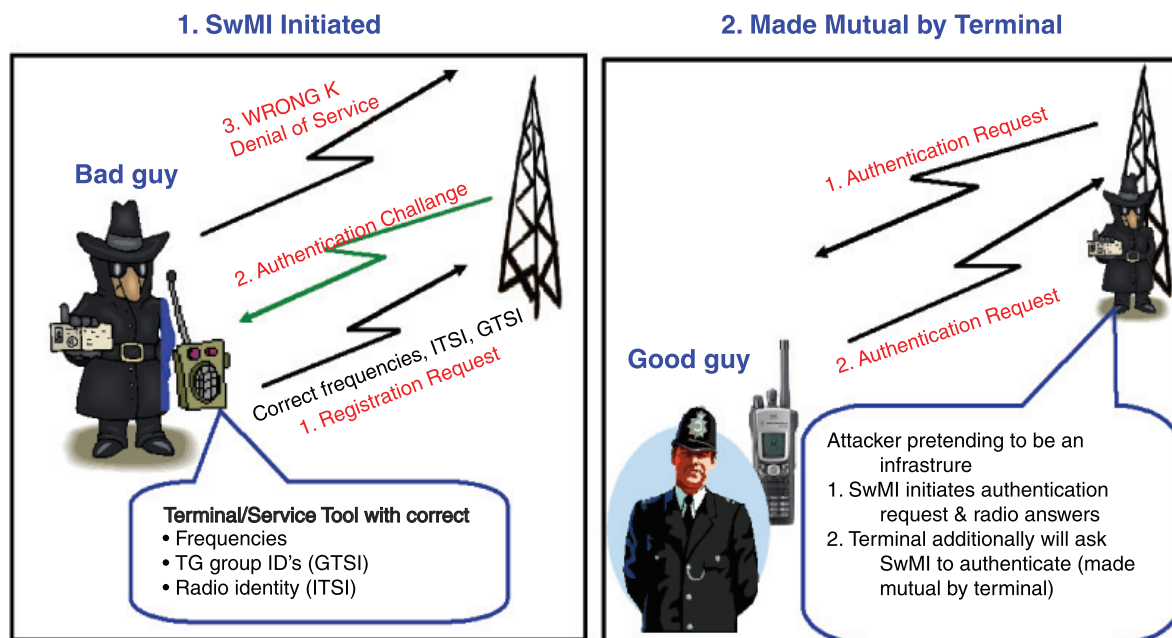 1. SwMI Initiated
3. WRONG K
Denial of Service
Bad guy
2. Authentication Challange
Correct frequencies, ITSI, GTSI
1. Registration Request
Terminal/Service Tool with correct
• Frequencies
• TG group ID's (GTSI)
• Radio identity (ITSI)
2. Made Mutual by Terminal
1. Authentication Request
2. Authentication Request
Good guy
Attacker pretending to be an
infrastrure
1. SwMI initiates authentication
request & radio answers
2. Terminal additionally will ask
SwMI to authenticate (made
mutual by terminal)